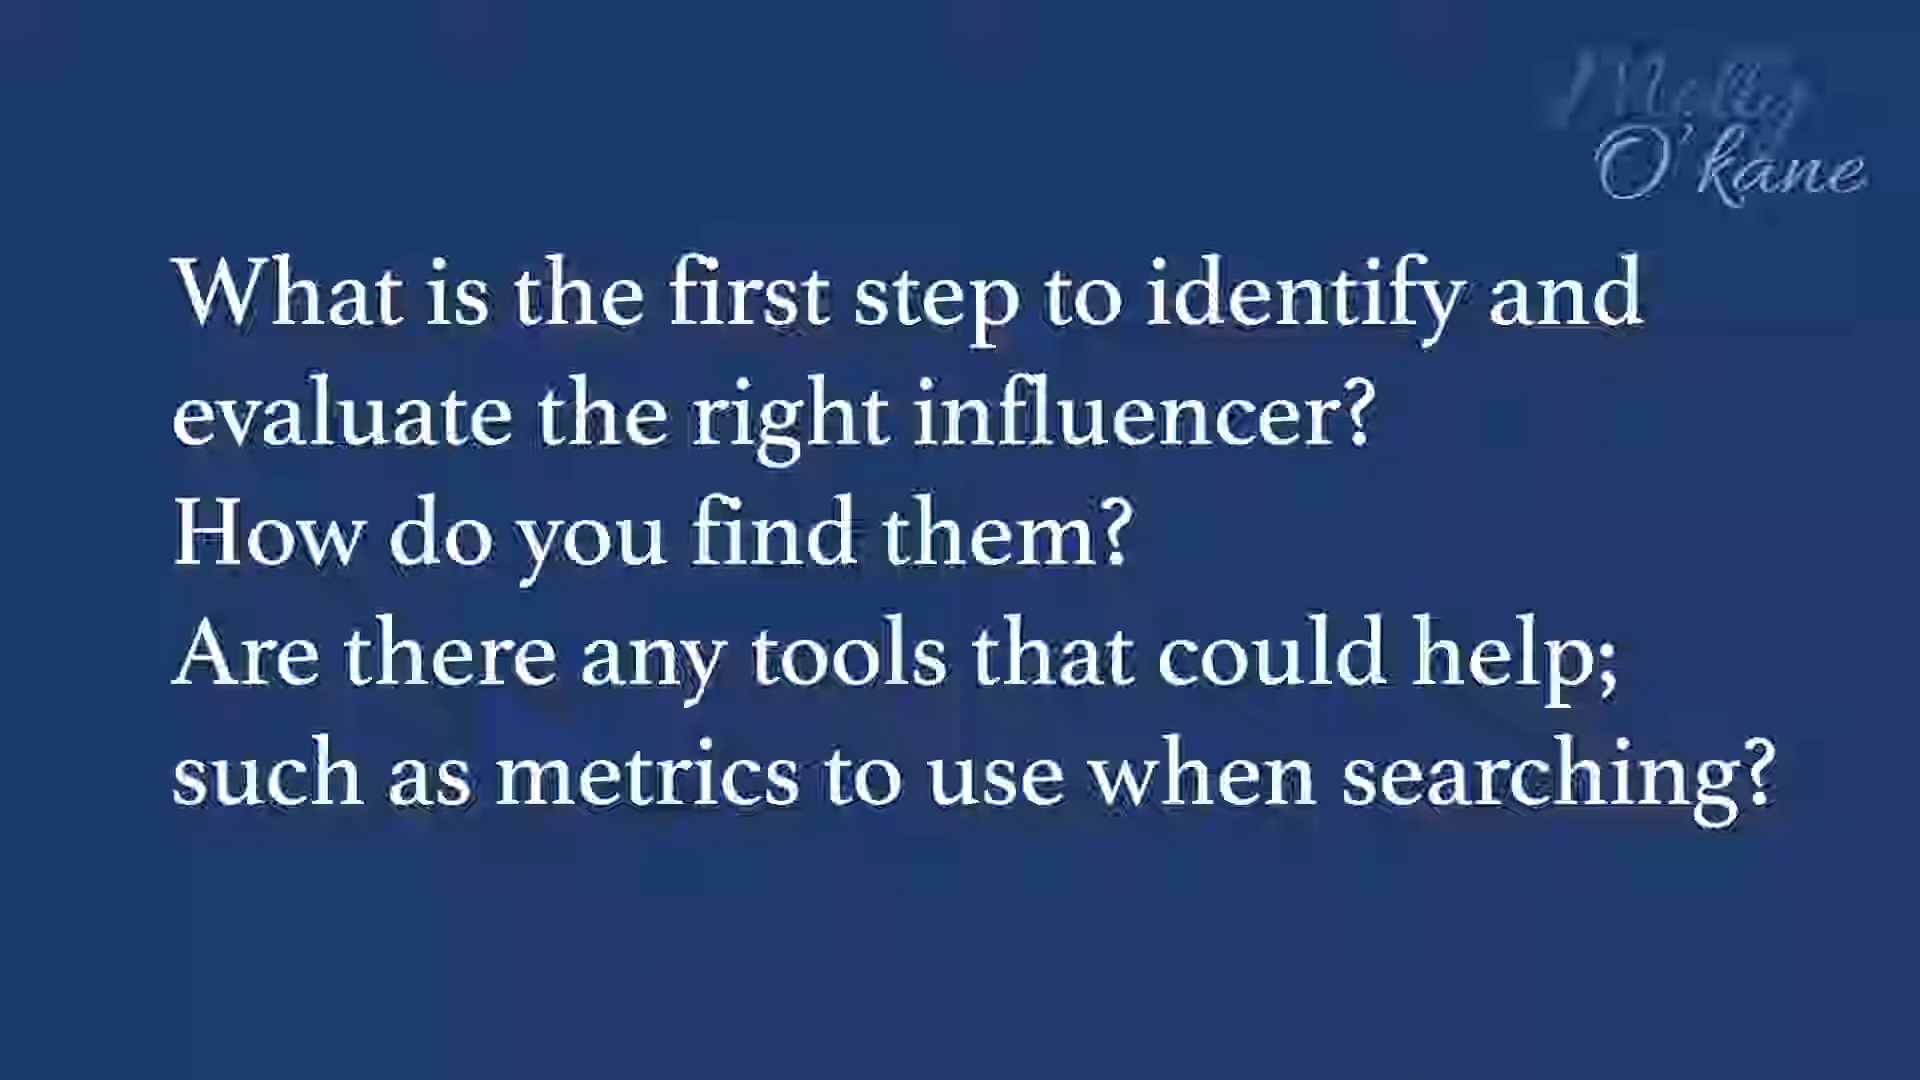 Molly
O'kane
What is the first step to identify and
evaluate the right influencer?
How do you find them?
Are there any tools that could help;
such as metrics to use when searching?